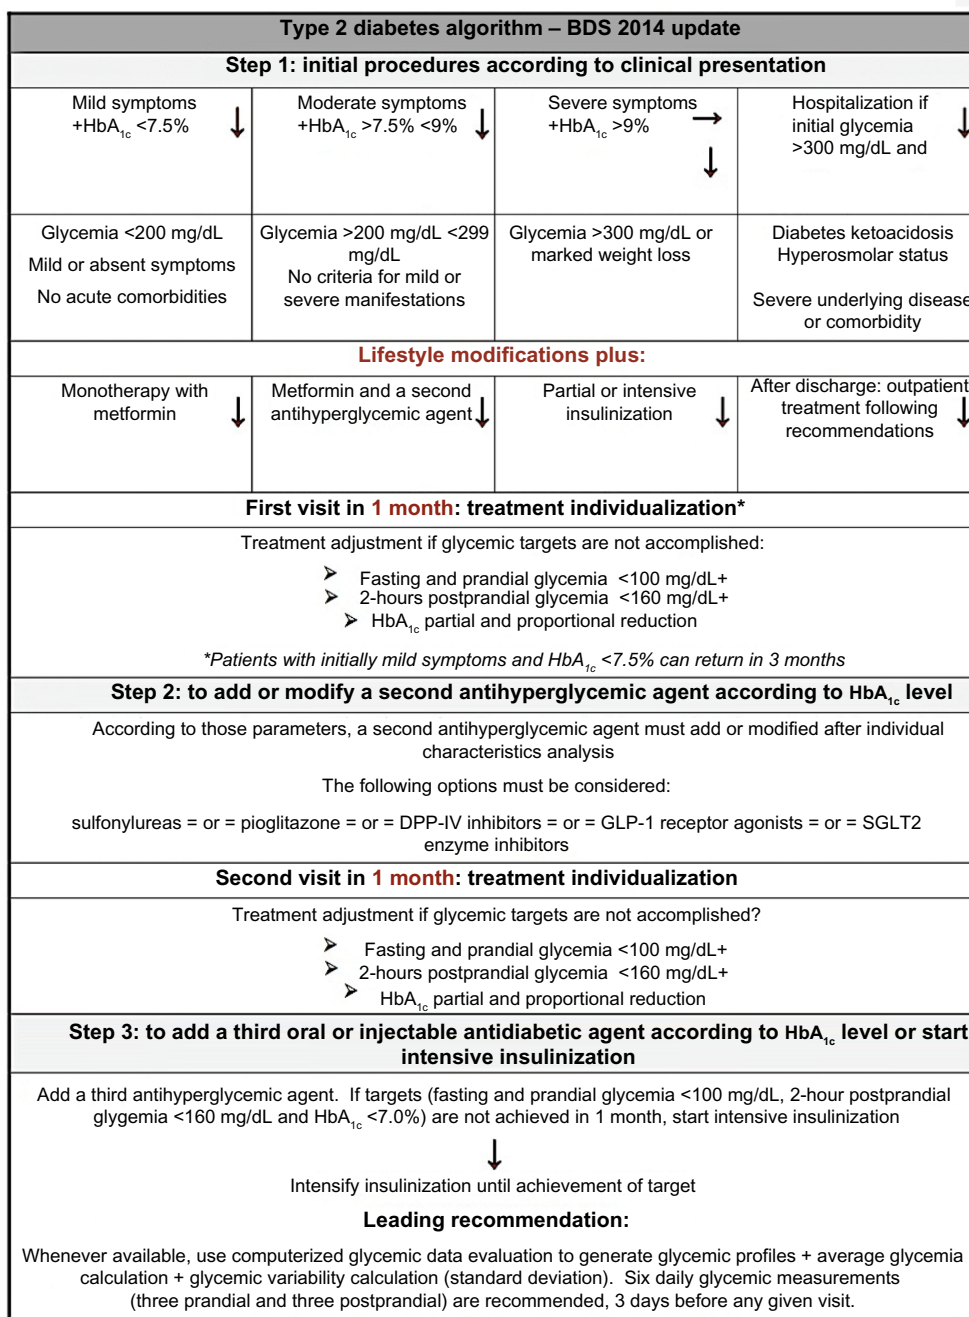 Type 2 diabetes algorithm – BDS 2014 update
Step 1: initial procedures according to clinical presentation
Mild symptoms
+HbA1c <7.5%
Moderate symptoms
+HbA1c >7.5% <9%
Severe symptoms
+HbA1c >9%
Hospitalization if
initial glycemia
>300 mg/dL and
Glycemia <200 mg/dL
Mild or absent symptoms
No acute comorbidities
Glycemia >200 mg/dL <299
mg/dL
No criteria for mild or
severe manifestations
Glycemia >300 mg/dL or
marked weight loss
Diabetes ketoacidosis
Hyperosmolar status
Severe underlying disease
or comorbidity
Lifestyle modifications plus:
Monotherapy with
metformin
Metformin and a second
antihyperglycemic agent
Partial or intensive
insulinization
After discharge: outpatient
treatment following
recommendations
First visit in 1 month: treatment individualization*
Treatment adjustment if glycemic targets are not accomplished:
➢ Fasting and prandial glycemia <100 mg/dL+
➢ 2-hours postprandial glycemia <160 mg/dL+
➢ HbA1c partial and proportional reduction
*Patients with initially mild symptoms and HbA1c <7.5% can return in 3 months
Step 2: to add or modify a second antihyperglycemic agent according to HbA1c level
According to those parameters, a second antihyperglycemic agent must add or modified after individual
characteristics analysis
The following options must be considered:
sulfonylureas = or = pioglitazone = or = DPP-IV inhibitors = or = GLP-1 receptor agonists = or = SGLT2
enzyme inhibitors
Second visit in 1 month: treatment individualization
Treatment adjustment if glycemic targets are not accomplished?
➢ Fasting and prandial glycemia <100 mg/dL+
➢ 2-hours postprandial glycemia <160 mg/dL+
➢ HbA1c partial and proportional reduction
Step 3: to add a third oral or injectable antidiabetic agent according to HbA1c level or start
intensive insulinization
Add a third antihyperglycemic agent. If targets (fasting and prandial glycemia <100 mg/dL, 2-hour postprandial
glygemia <160 mg/dL and HbA1c <7.0%) are not achieved in 1 month, start intensive insulinization
Intensify insulinization until achievement of target
Leading recommendation:
Whenever available, use computerized glycemic data evaluation to generate glycemic profiles + average glycemia
calculation + glycemic variability calculation (standard deviation). Six daily glycemic measurements
(three prandial and three postprandial) are recommended, 3 days before any given visit.